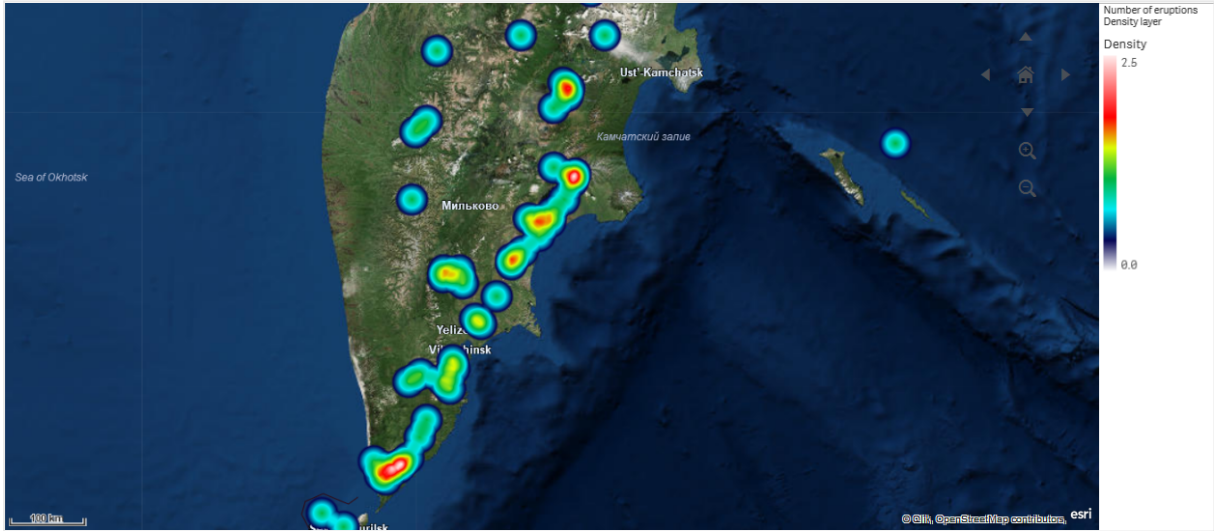 Number of eruptions
Density layer
Density
2.5
0.0
Ust' Kamchatsk
Камчатский запив
Sea of Okhotsk
Мильково
100 km
© Qlik, OpenStreetMap contributors,
esri